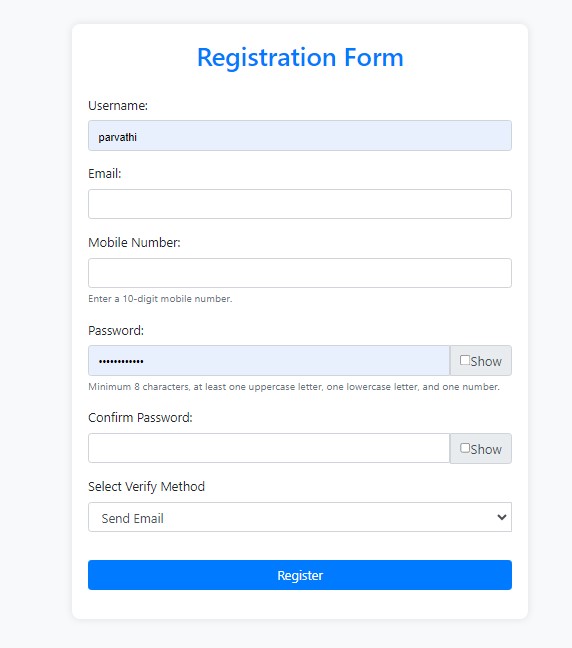 Registration Form
Username:
parvathi
Email:
Mobile Number:
Enter a 10-digit mobile number.
Password:
••••••••••••
Show
Minimum 8 characters, at least one uppercase letter, one lowercase letter, and one number.
Confirm Password:
Show
Select Verify Method
Send Email
Register